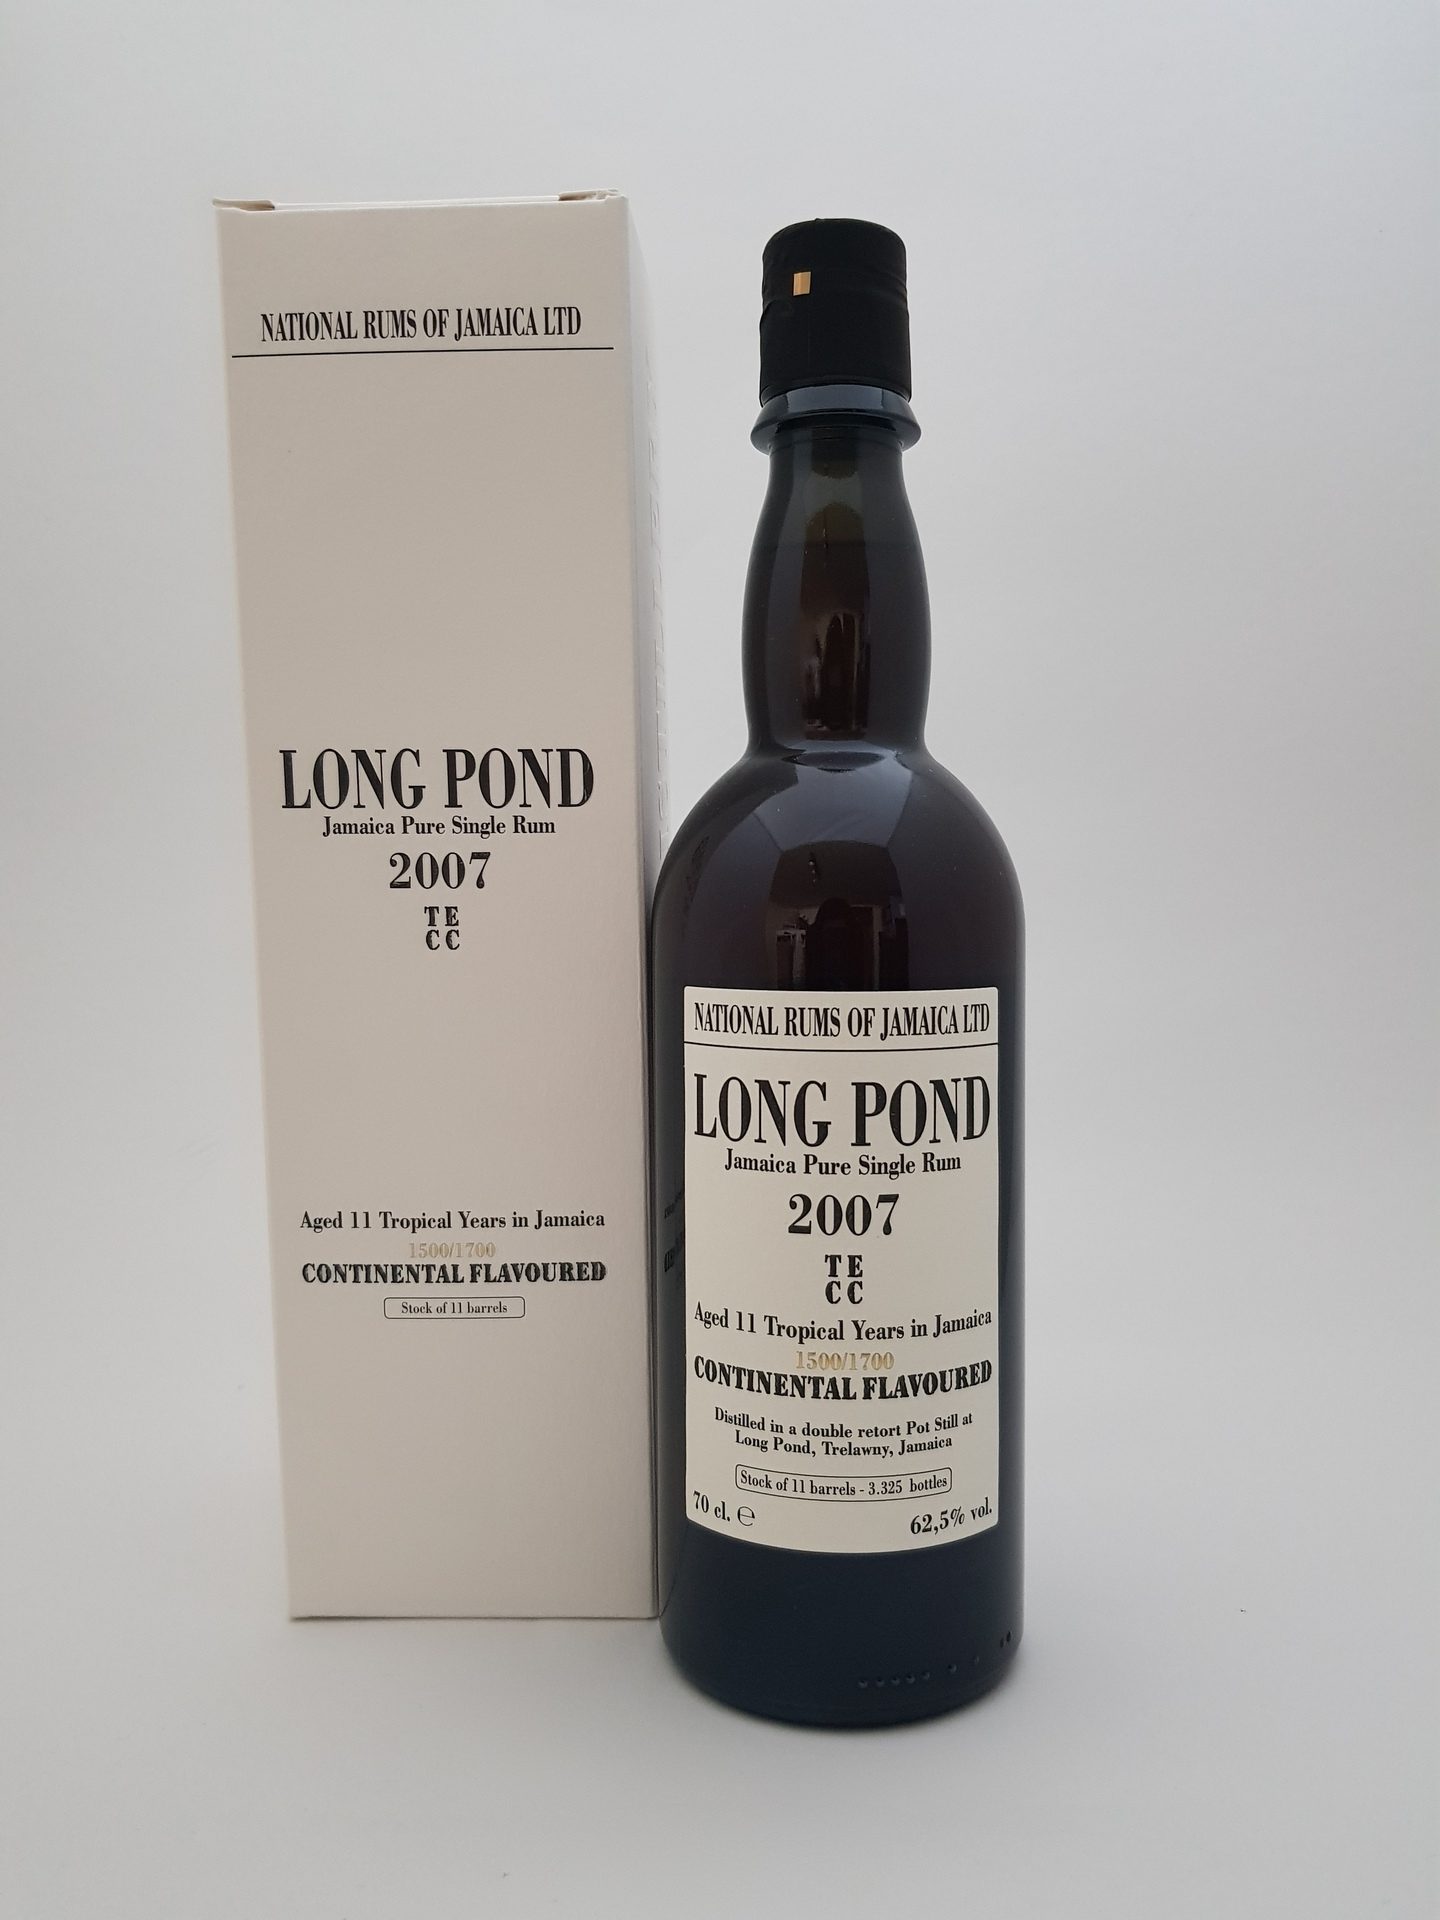 NATIONAL RUMS OF JAMAICA LTD
LONG POND
Jamaica Pure Single Rum
2007
TE
CC
Aged 11 Tropical Years in Jamaica
1500/1700
CONTINENTAL FLAVOURED
Stock of 11 barrels
NATIONAL RUMS OF JAMAICA LTD
LONG POND
Jamaica Pure Single Rum
2007
TE
CC
Aged 11 Tropical Years in Jamaica
1500/1700
CONTINENTAL FLAVOURED
Distilled in a double retort Pot Still at
Long Pond, Trelawny, Jamaica
Stock of 11 barrels - 3.325 bottles
70 cl. ℮ 62,5% vol.